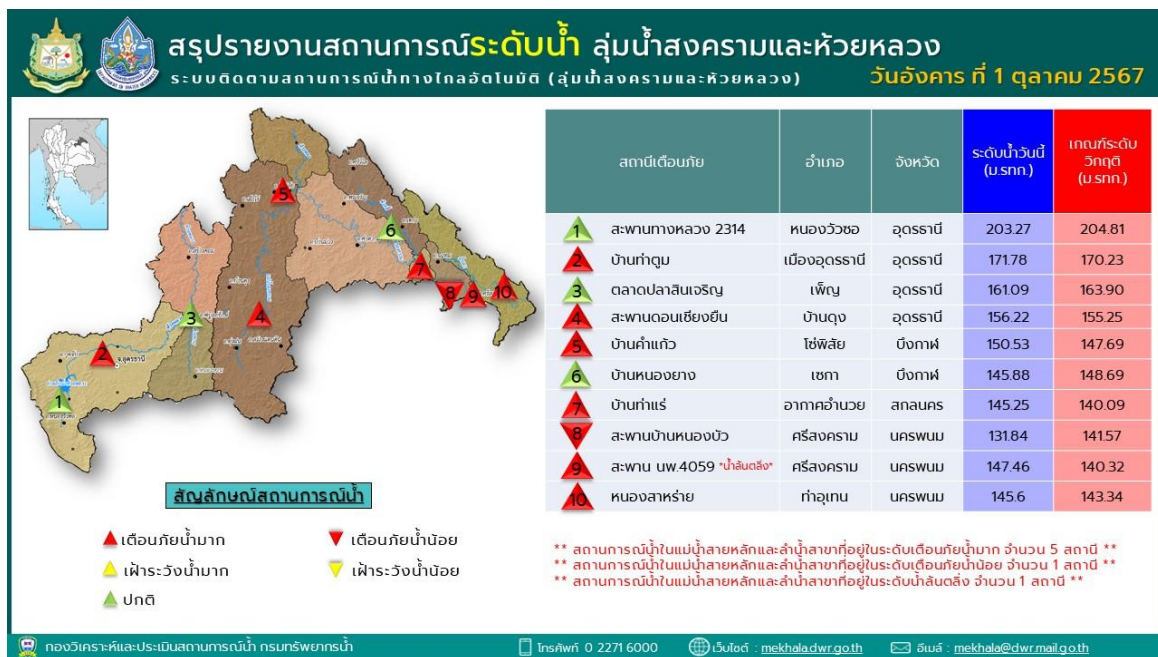 สรุปรายงานสถานการณ์ระดับน้ำ ลุ่มน้ำสงครามและห้วยหลวง
ระบบติดตามสถานการณ์น้ำทางไกลอัตโนมัติ (ลุ่มน้ำสงครามและห้วยหลวง)
วันอังคาร ที่ 1 ตุลาคม 2567
สถานีเตือนภัย อำเภอ จังหวัด ระดับน้ำวันนี้ (ม.รทก.) เกณฑ์ระดับวิกฤติ (ม.รทก.)
1 สะพานทางหลวง 2314 หนองวัวซอ อุดรธานี 203.27 204.81
2 บ้านท่าตูม เมืองอุดรธานี อุดรธานี 171.78 170.23
3 ตลาดปลาสินเจริญ เพ็ญ อุดรธานี 161.09 163.90
4 สะพานดอนเชียงยืน บ้านดุง อุดรธานี 156.22 155.25
5 บ้านคำแก้ว โซ่พิสัย บึงกาฬ 150.53 147.69
6 บ้านหนองยาง เซกา บึงกาฬ 145.88 148.69
7 บ้านท่าแร่ อากาศอำนวย สกลนคร 145.25 140.09
8 สะพานบ้านหนองบัว ศรีสงคราม นครพนม 131.84 141.57
9 สะพาน นพ.4059 *น้ำล้นตลิ่ง* ศรีสงคราม นครพนม 147.46 140.32
10 หนองสาหร่าย ท่าอุเทน นครพนม 145.6 143.34
5
6
7
8
9
10
4
3
2
จ.อุดรธานี
1
สัญลักษณ์สถานการณ์น้ำ
เตือนภัยน้ำมาก
เตือนภัยน้ำน้อย
เฝ้าระวังน้ำมาก
เฝ้าระวังน้ำน้อย
ปกติ
** สถานการณ์น้ำในแม่น้ำสายหลักและลำน้ำสาขาที่อยู่ในระดับเตือนภัยน้ำมาก จำนวน 5 สถานี **
** สถานการณ์น้ำในแม่น้ำสายหลักและลำน้ำสาขาที่อยู่ในระดับเตือนภัยน้ำน้อย จำนวน 1 สถานี **
** สถานการณ์น้ำในแม่น้ำสายหลักและลำน้ำสาขาที่อยู่ในระดับน้ำล้นตลิ่ง จำนวน 1 สถานี **
กองวิเคราะห์และประเมินสถานการณ์น้ำ กรมทรัพยากรน้ำ
โทรศัพท์ 0 2271 6000
เว็บไซต์ : mekhala.dwr.go.th
อีเมล์ : mekhala@dwr.mail.go.th